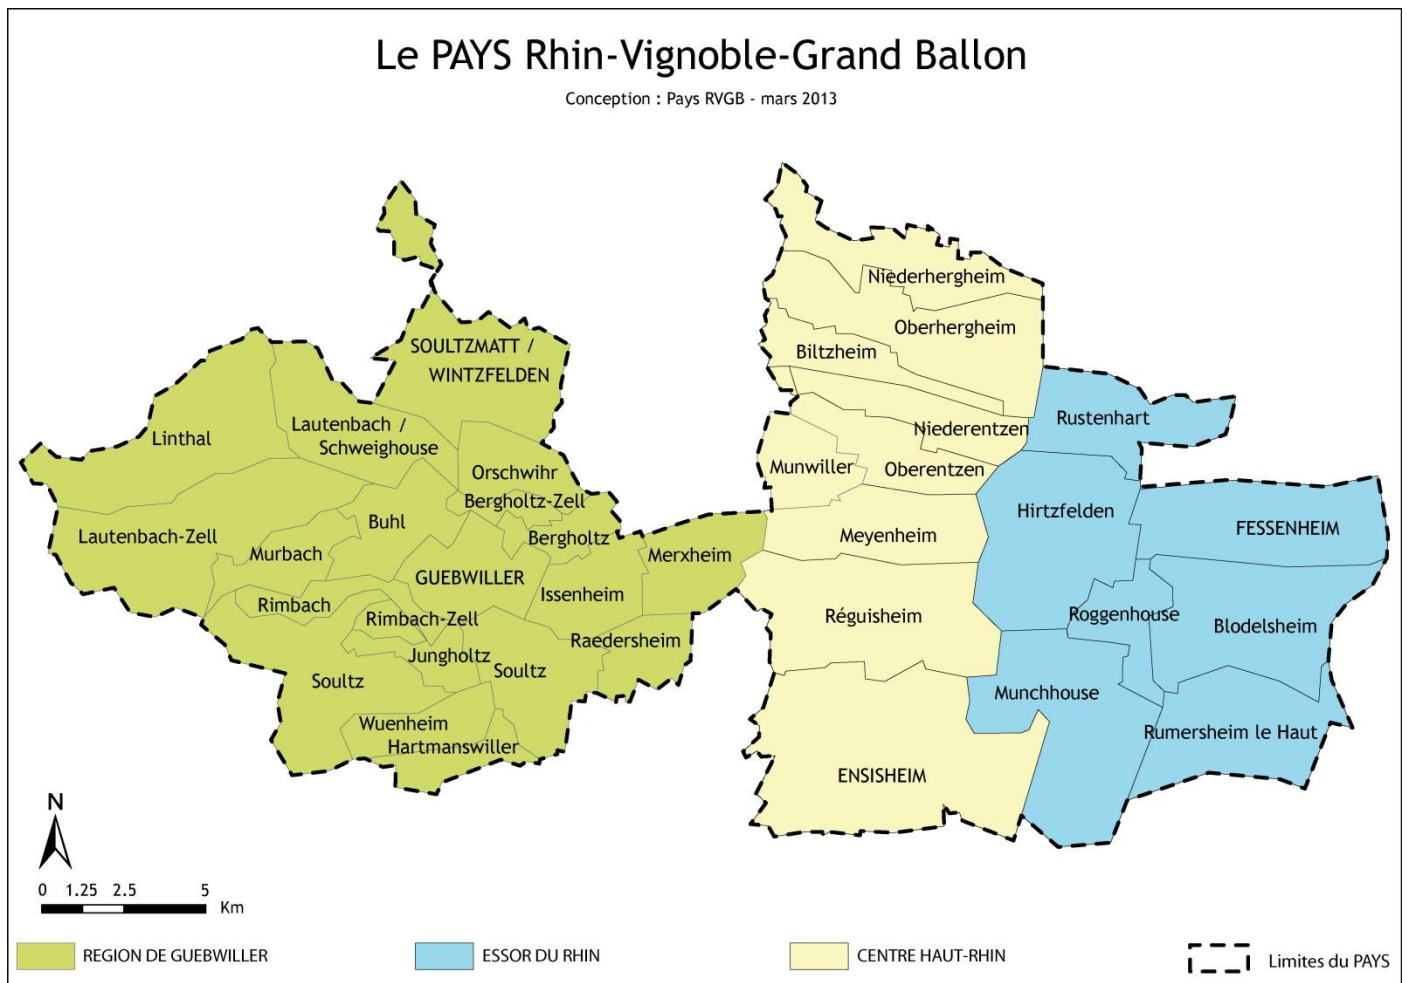 Le PAYS Rhin-Vignoble-Grand Ballon
Conception : Pays RVGB - mars 2013
Niederhergheim
Oberhergheim
SOULTZMATT /
WINTZFELDEN
Biltzheim
Rustenhart
Lautenbach /
Schweighouse
Linthal
Niederentzen
Munwiller
Oberentzen
Orschwihr
Bergholtz-Zell
Hirtzfelden
Buhl
FESSENHEIM
Lautenbach-Zell
Bergholtz
Meyenheim
Murbach
Merxheim
GUEBWILLER
Issenheim
Rimbach
Rimbach-Zell
Réguisheim
Roggenhouse
Blodelsheim
Raedersheim
Jungholtz
Soultz
Soultz
Munchhouse
Wuenheim
Rumersheim le Haut
Hartmanswiller
ENSISHEIM
N
0 1.25 2.5 5
Km
REGION DE GUEBWILLER
ESSOR DU RHIN
CENTRE HAUT-RHIN
Limites du PAYS